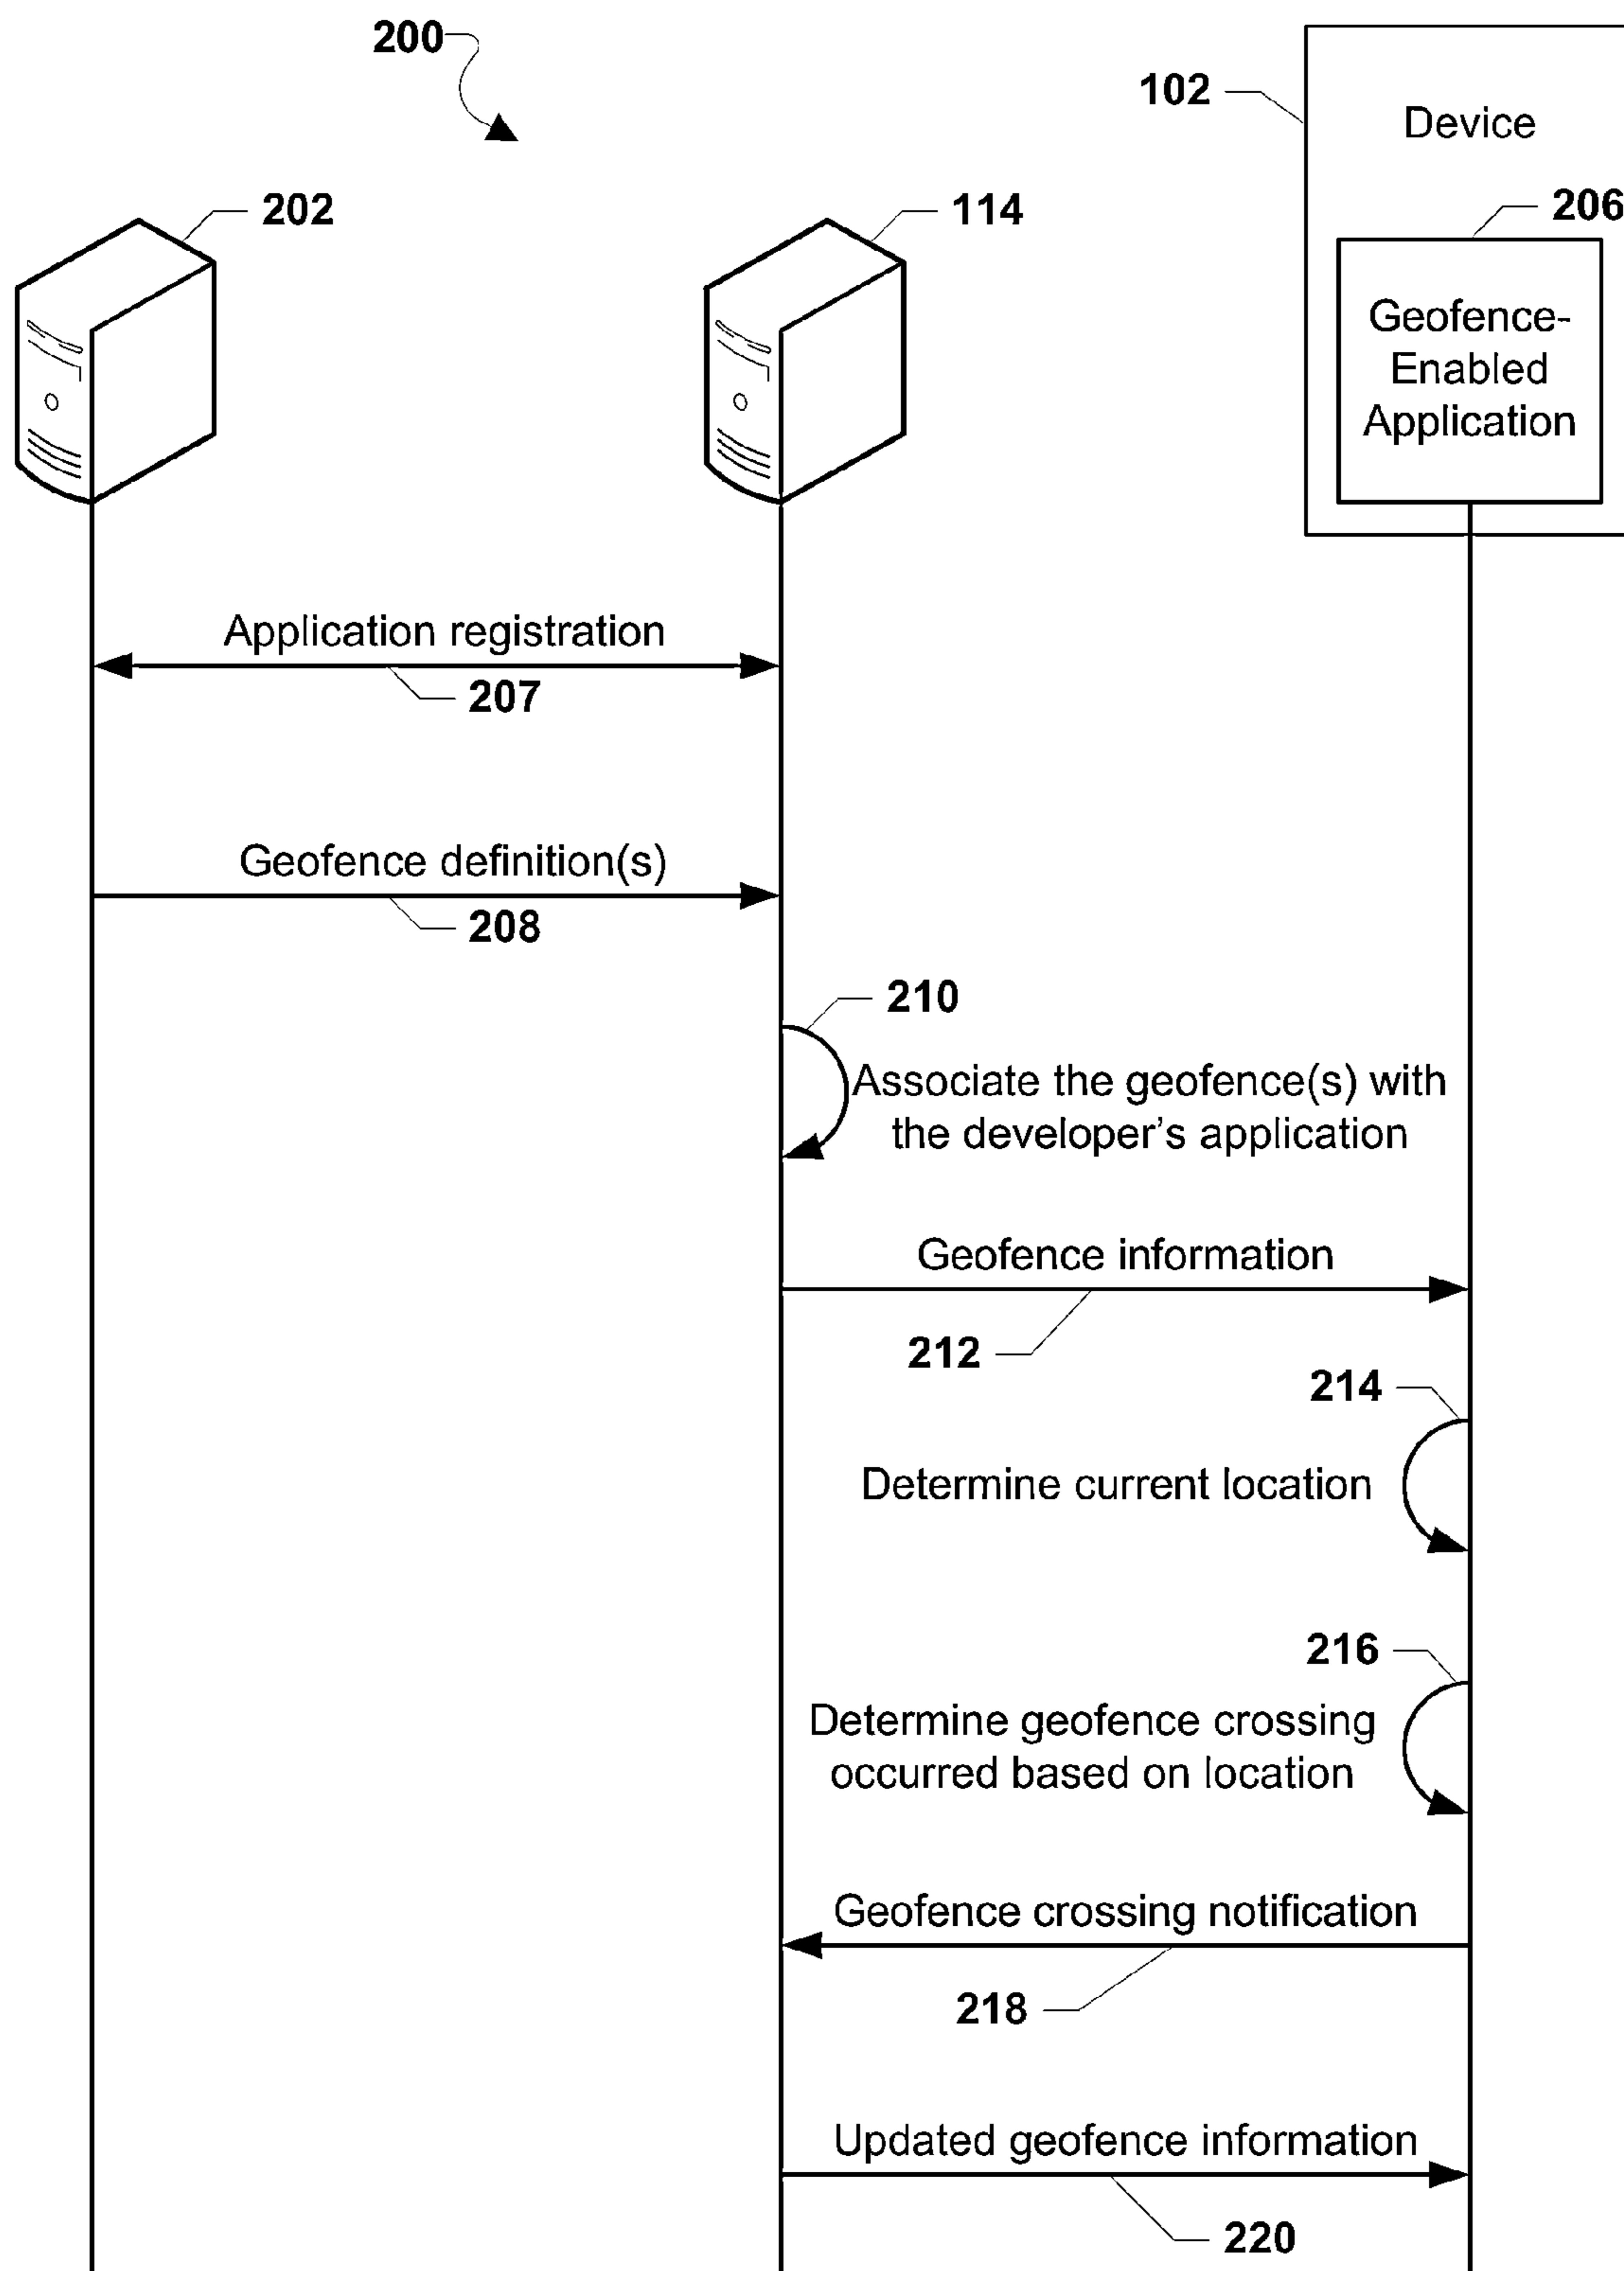 200
102
Device
202
114
206
Geofence-
Enabled
Application
Application registration
207
Geofence definition(s)
208
210
Associate the geofence(s) with
the developer's application
Geofence information
212
214
Determine current location
216
Determine geofence crossing
occurred based on location
Geofence crossing notification
218
Updated geofence information
220